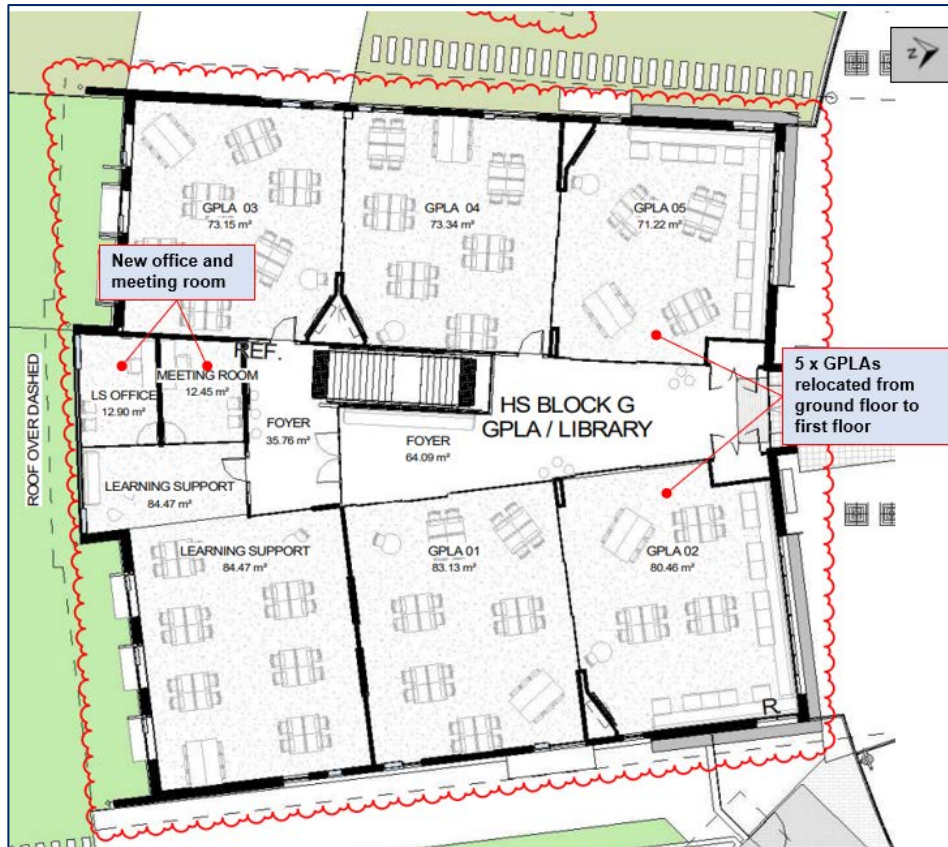 Z
GPLA 03
73.15 m²
GPLA 04
73.34 m²
GPLA 05
71.22 m²
New office and
meeting room
REF.
MEETING ROOM
12.45 m²
LS OFFICE
12.90 m²
ROOF OVER DASHED
FOYER
35.76 m²
HS BLOCK G
GPLA / LIBRARY
FOYER
64.09 m²
5 x GPLAs
relocated from
ground floor to
first floor
LEARNING SUPPORT
84.47 m²
LEARNING SUPPORT
84.47 m²
GPLA 01
83.13 m²
GPLA 02
80.46 m²
R